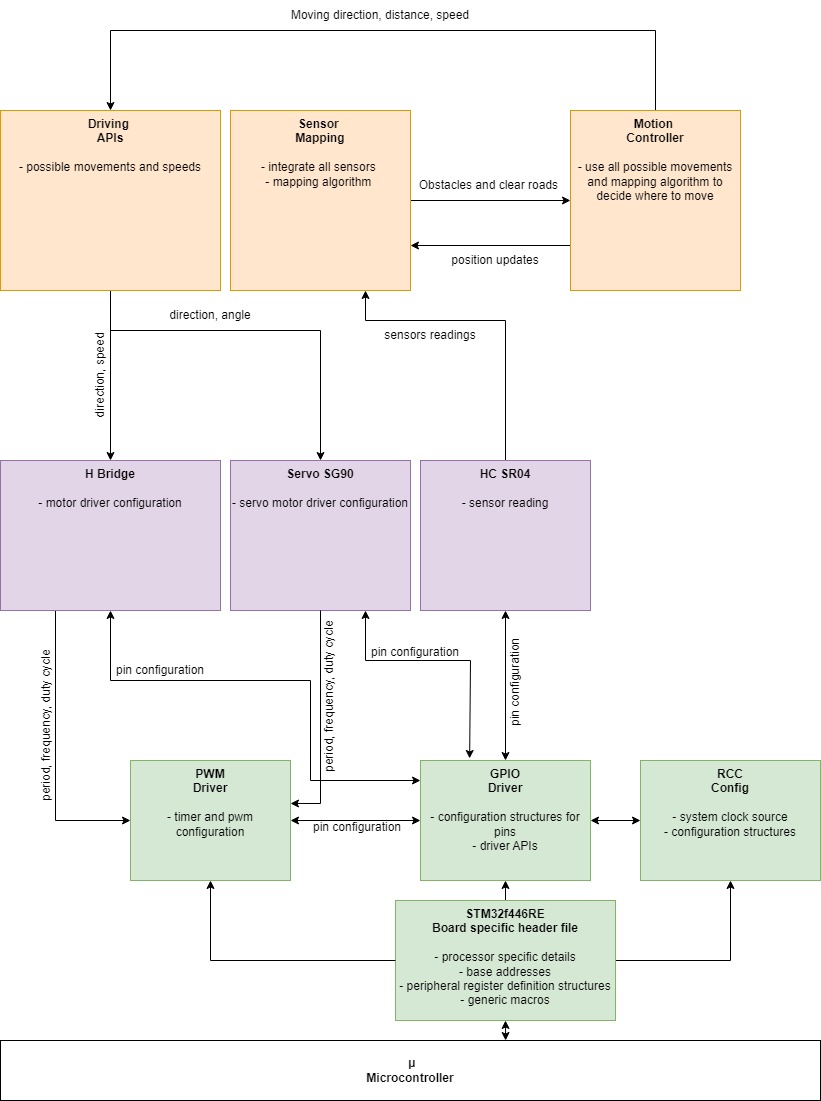 Moving direction, distance, speed
Driving
APIs
- possible movements and speeds
Sensor
Mapping
- integrate all sensors
- mapping algorithm
Motion
Controller
- use all possible movements
and mapping algorithm to
decide where to move
Obstacles and clear roads
position updates
direction, angle
direction, speed
sensors readings
H Bridge
- motor driver configuration
Servo SG90
- servo motor driver configuration
HC SR04
- sensor reading
period, frequency, duty cycle
pin configuration
period, frequency, duty cycle
pin configuration
pin configuration
PWM
Driver
- timer and pwm
configuration
pin configuration
GPIO
Driver
- configuration structures for
pins
- driver APIs
RCC
Config
- system clock source
- configuration structures
STM32f446RE
Board specific header file
- processor specific details
- base addresses
- peripheral register definition structures
- generic macros
μ
Microcontroller